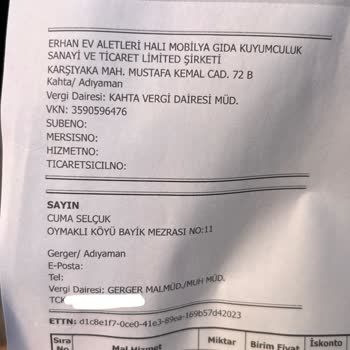 ERHAN EV ALETLERİ HALI MOBİLYA GIDA KUYUMCULUK
SANAYİ VE TİCARET LİMİTED ŞİRKETİ
KARŞIYAKA MAH. MUSTAFA KEMAL CAD. 72 B
Kahta/ Adıyaman
Vergi Dairesi: KAHTA VERGİ DAİRESİ MÜD.
VKN: 3590596476
SUBENO:
MERSISNO:
HIZMETNO:
TICARETSICILNO:
SAYIN
CUMA SELÇUK
OYMAKLI KÖYÜ BAYİK MEZRASI NO:11
Gerger/ Adıyaman
E-Posta:
Tel:
Vergi Dairesi: GERGER MALMÜD./MUH MÜD.
TCK
ETTN: d1c8e1f7-0ce0-41e3-89ea-169b57d42023
Sıra No Mal Hizmet Miktar Birim Fiyat İskonto